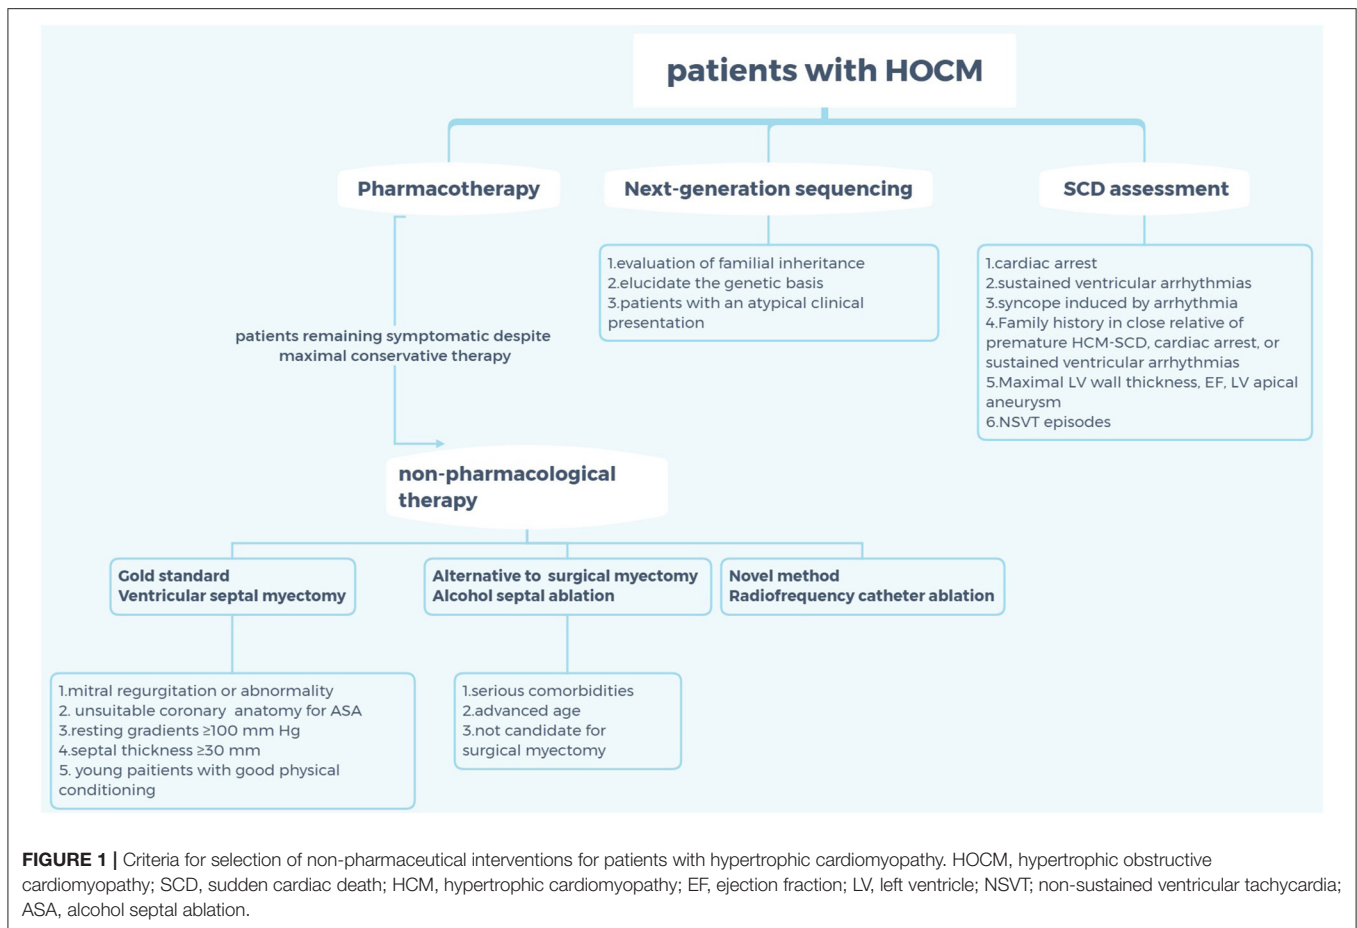 patients with HOCM
Pharmacotherapy
Next-generation sequencing
SCD assessment
1.evaluation of familial inheritance
2.elucidate the genetic basis
3.patients with an atypical clinical
presentation
1.cardiac arrest
2.sustained ventricular arrhythmias
3.syncope induced by arrhythmia
4.Family history in close relative of
premature HCM-SCD, cardiac arrest, or
sustained ventricular arrhythmias
5.Maximal LV wall thickness, EF, LV apical
aneurysm
6.NSVT episodes
patients remaining symptomatic despite
maximal conservative therapy
non-pharmacological
therapy
Gold standard
Ventricular septal myectomy
Alternative to surgical myectomy
Alcohol septal ablation
Novel method
Radiofrequency catheter ablation
1.mitral regurgitation or abnormality
2. unsuitable coronary anatomy for ASA
3.resting gradients ≥100 mm Hg
4.septal thickness ≥30 mm
5. young paitients with good physical
conditioning
1.serious comorbidities
2.advanced age
3.not candidate for
surgical myectomy
FIGURE 1 | Criteria for selection of non-pharmaceutical interventions for patients with hypertrophic cardiomyopathy. HOCM, hypertrophic obstructive
cardiomyopathy; SCD, sudden cardiac death; HCM, hypertrophic cardiomyopathy; EF, ejection fraction; LV, left ventricle; NSVT; non-sustained ventricular tachycardia;
ASA, alcohol septal ablation.